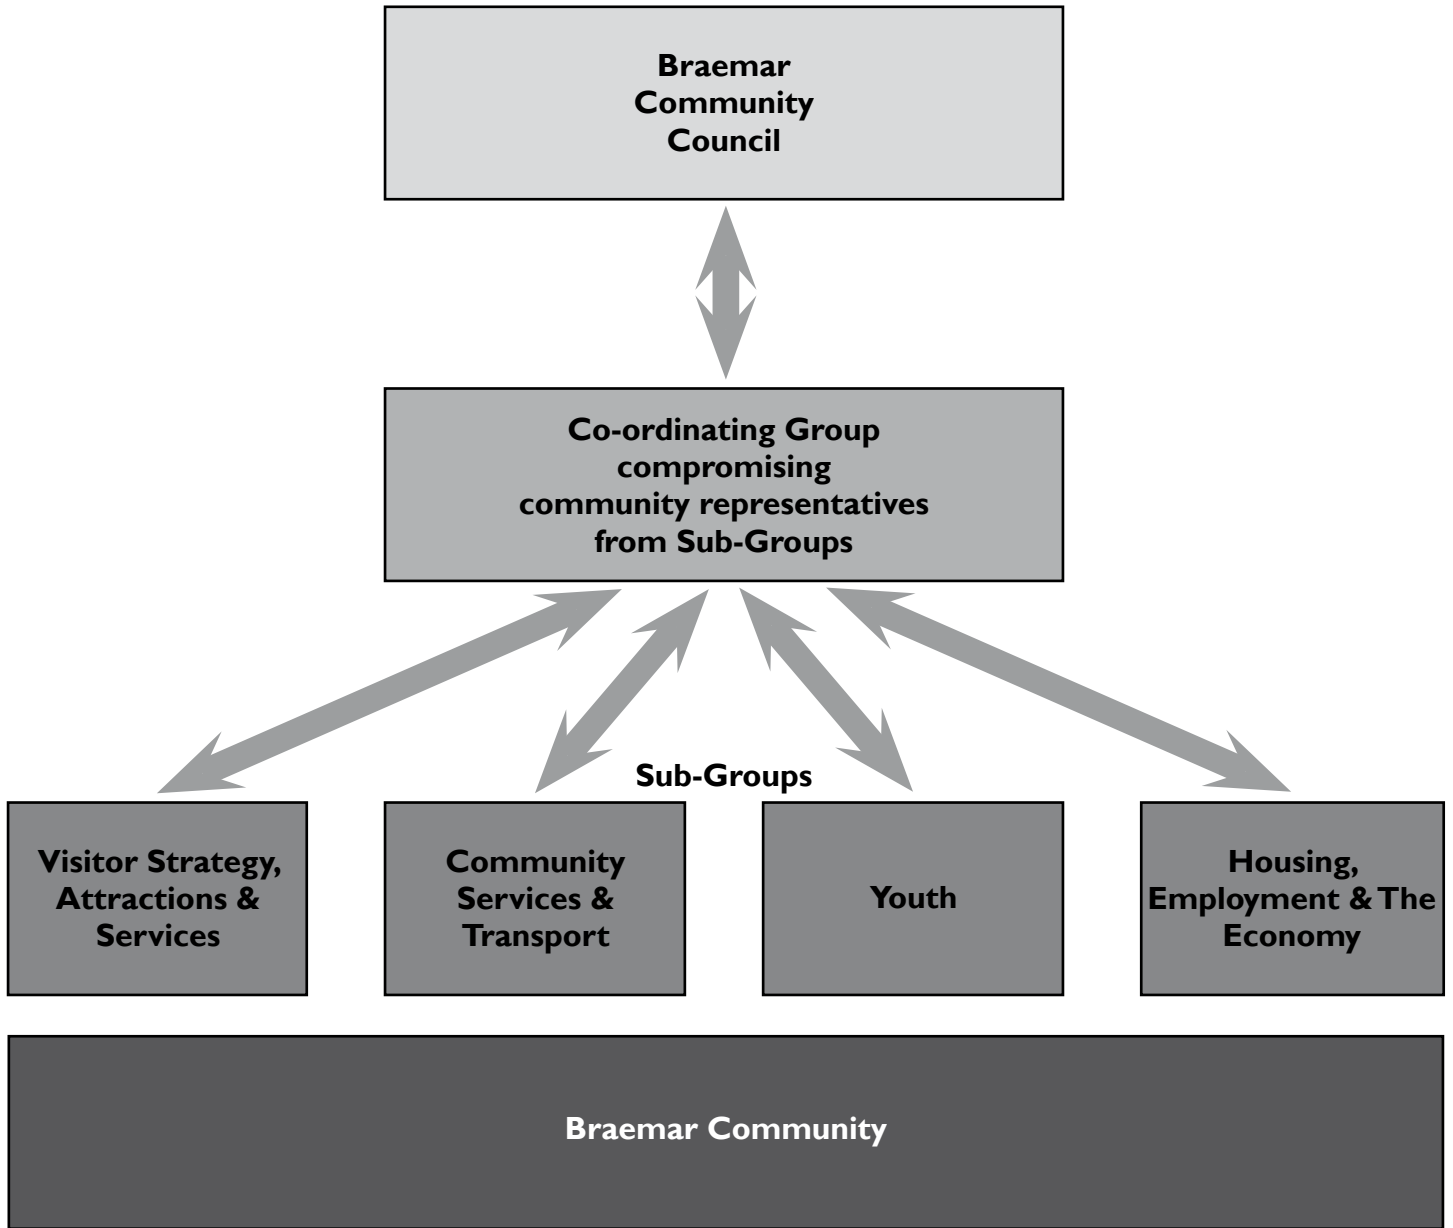 Braemar
Community
Council
Co-ordinating Group
compromising
community representatives
from Sub-Groups
Sub-Groups
Visitor Strategy,
Attractions &
Services
Community
Services &
Transport
Youth
Housing,
Employment & The
Economy
Braemar Community